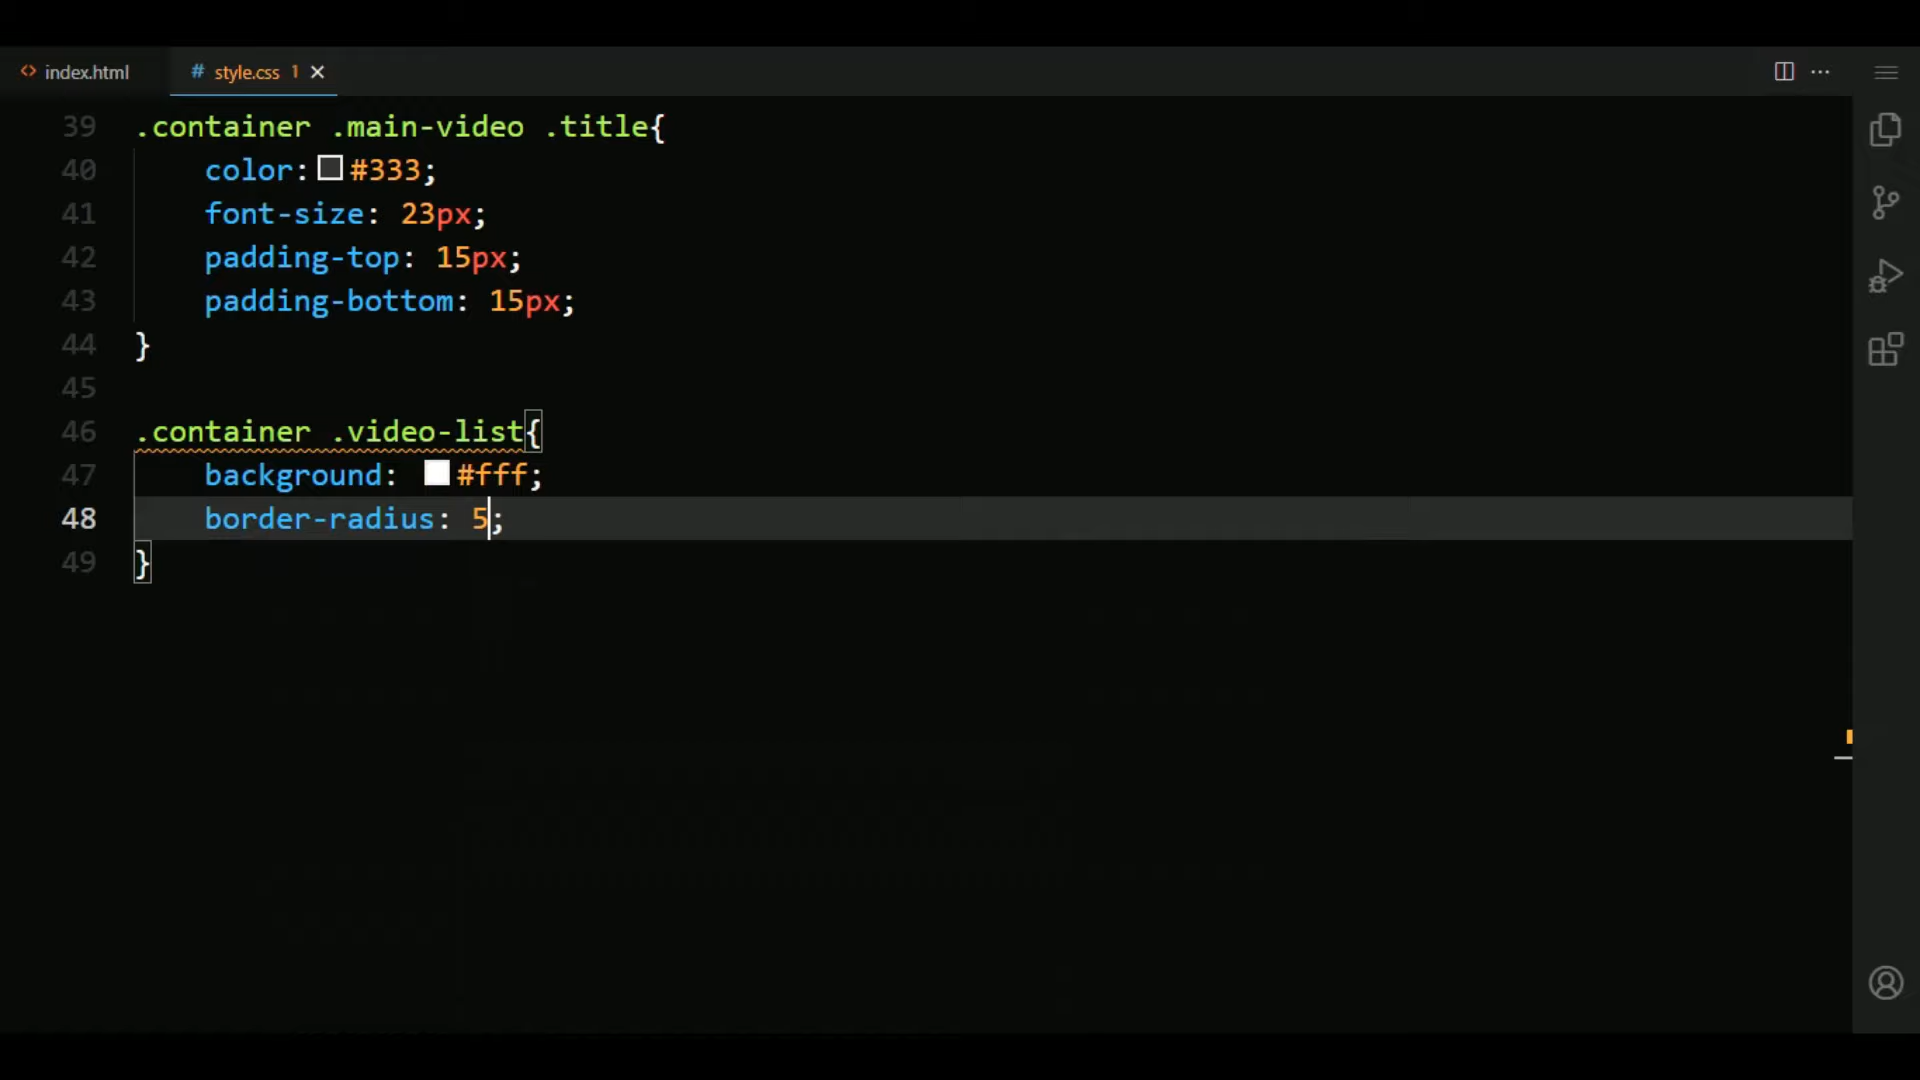 index.html
# style.css 1
39 .container .main-video .title{
40 color: #333;
41 font-size: 23px;
42 padding-top: 15px;
43 padding-bottom: 15px;
44 }
45
46 .container .video-list{
47 background: #fff;
48 border-radius: 5;
49 }